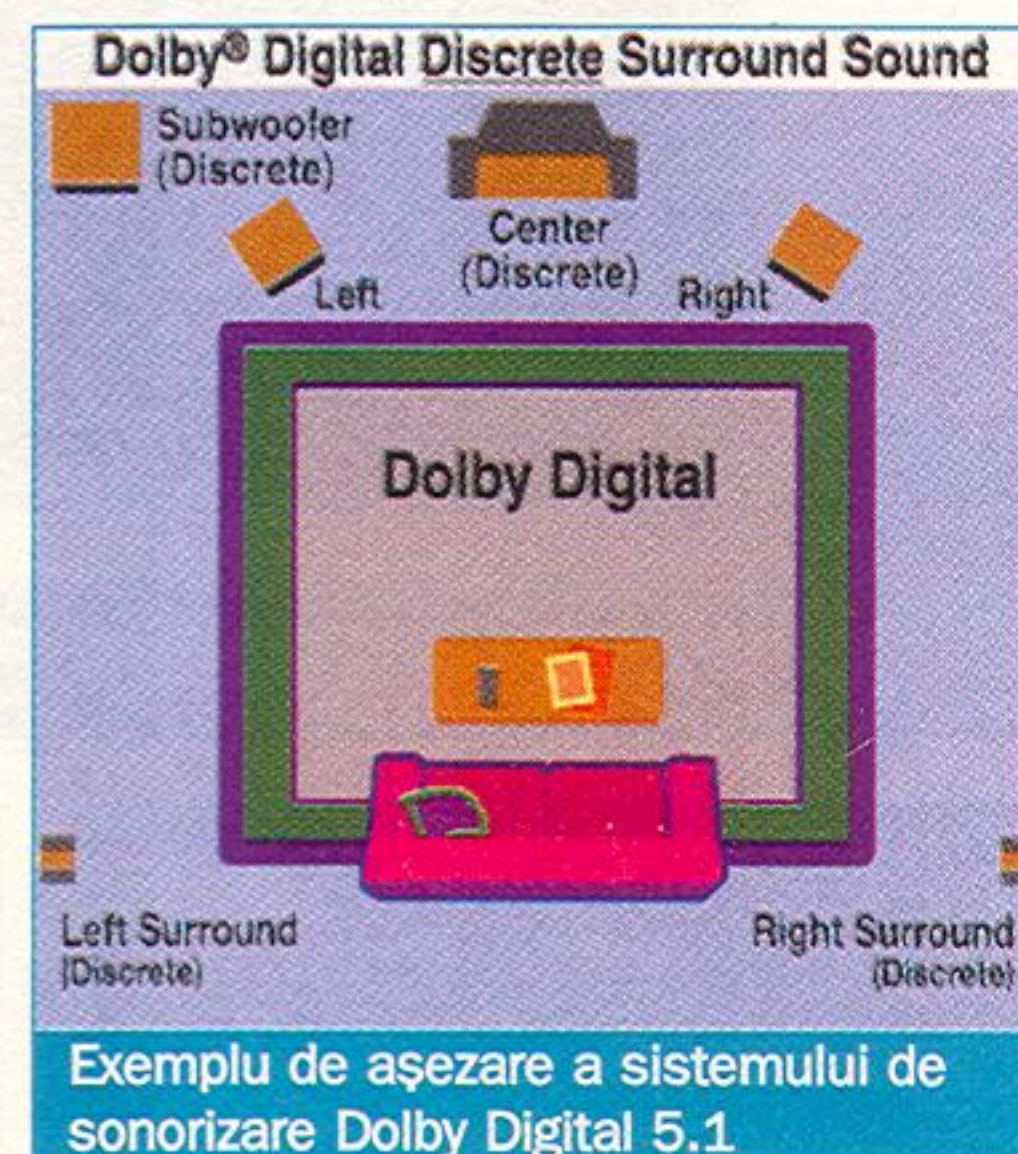 Dolby® Digital Discrete Surround Sound
Subwoofer
(Discrete)
Center
(Discrete)
Left
Right
Dolby Digital
Left Surround
(Discrete)
Right Surround
(Discrete)
Exemplu de așezare a sistemului de
sonorizare Dolby Digital 5.1